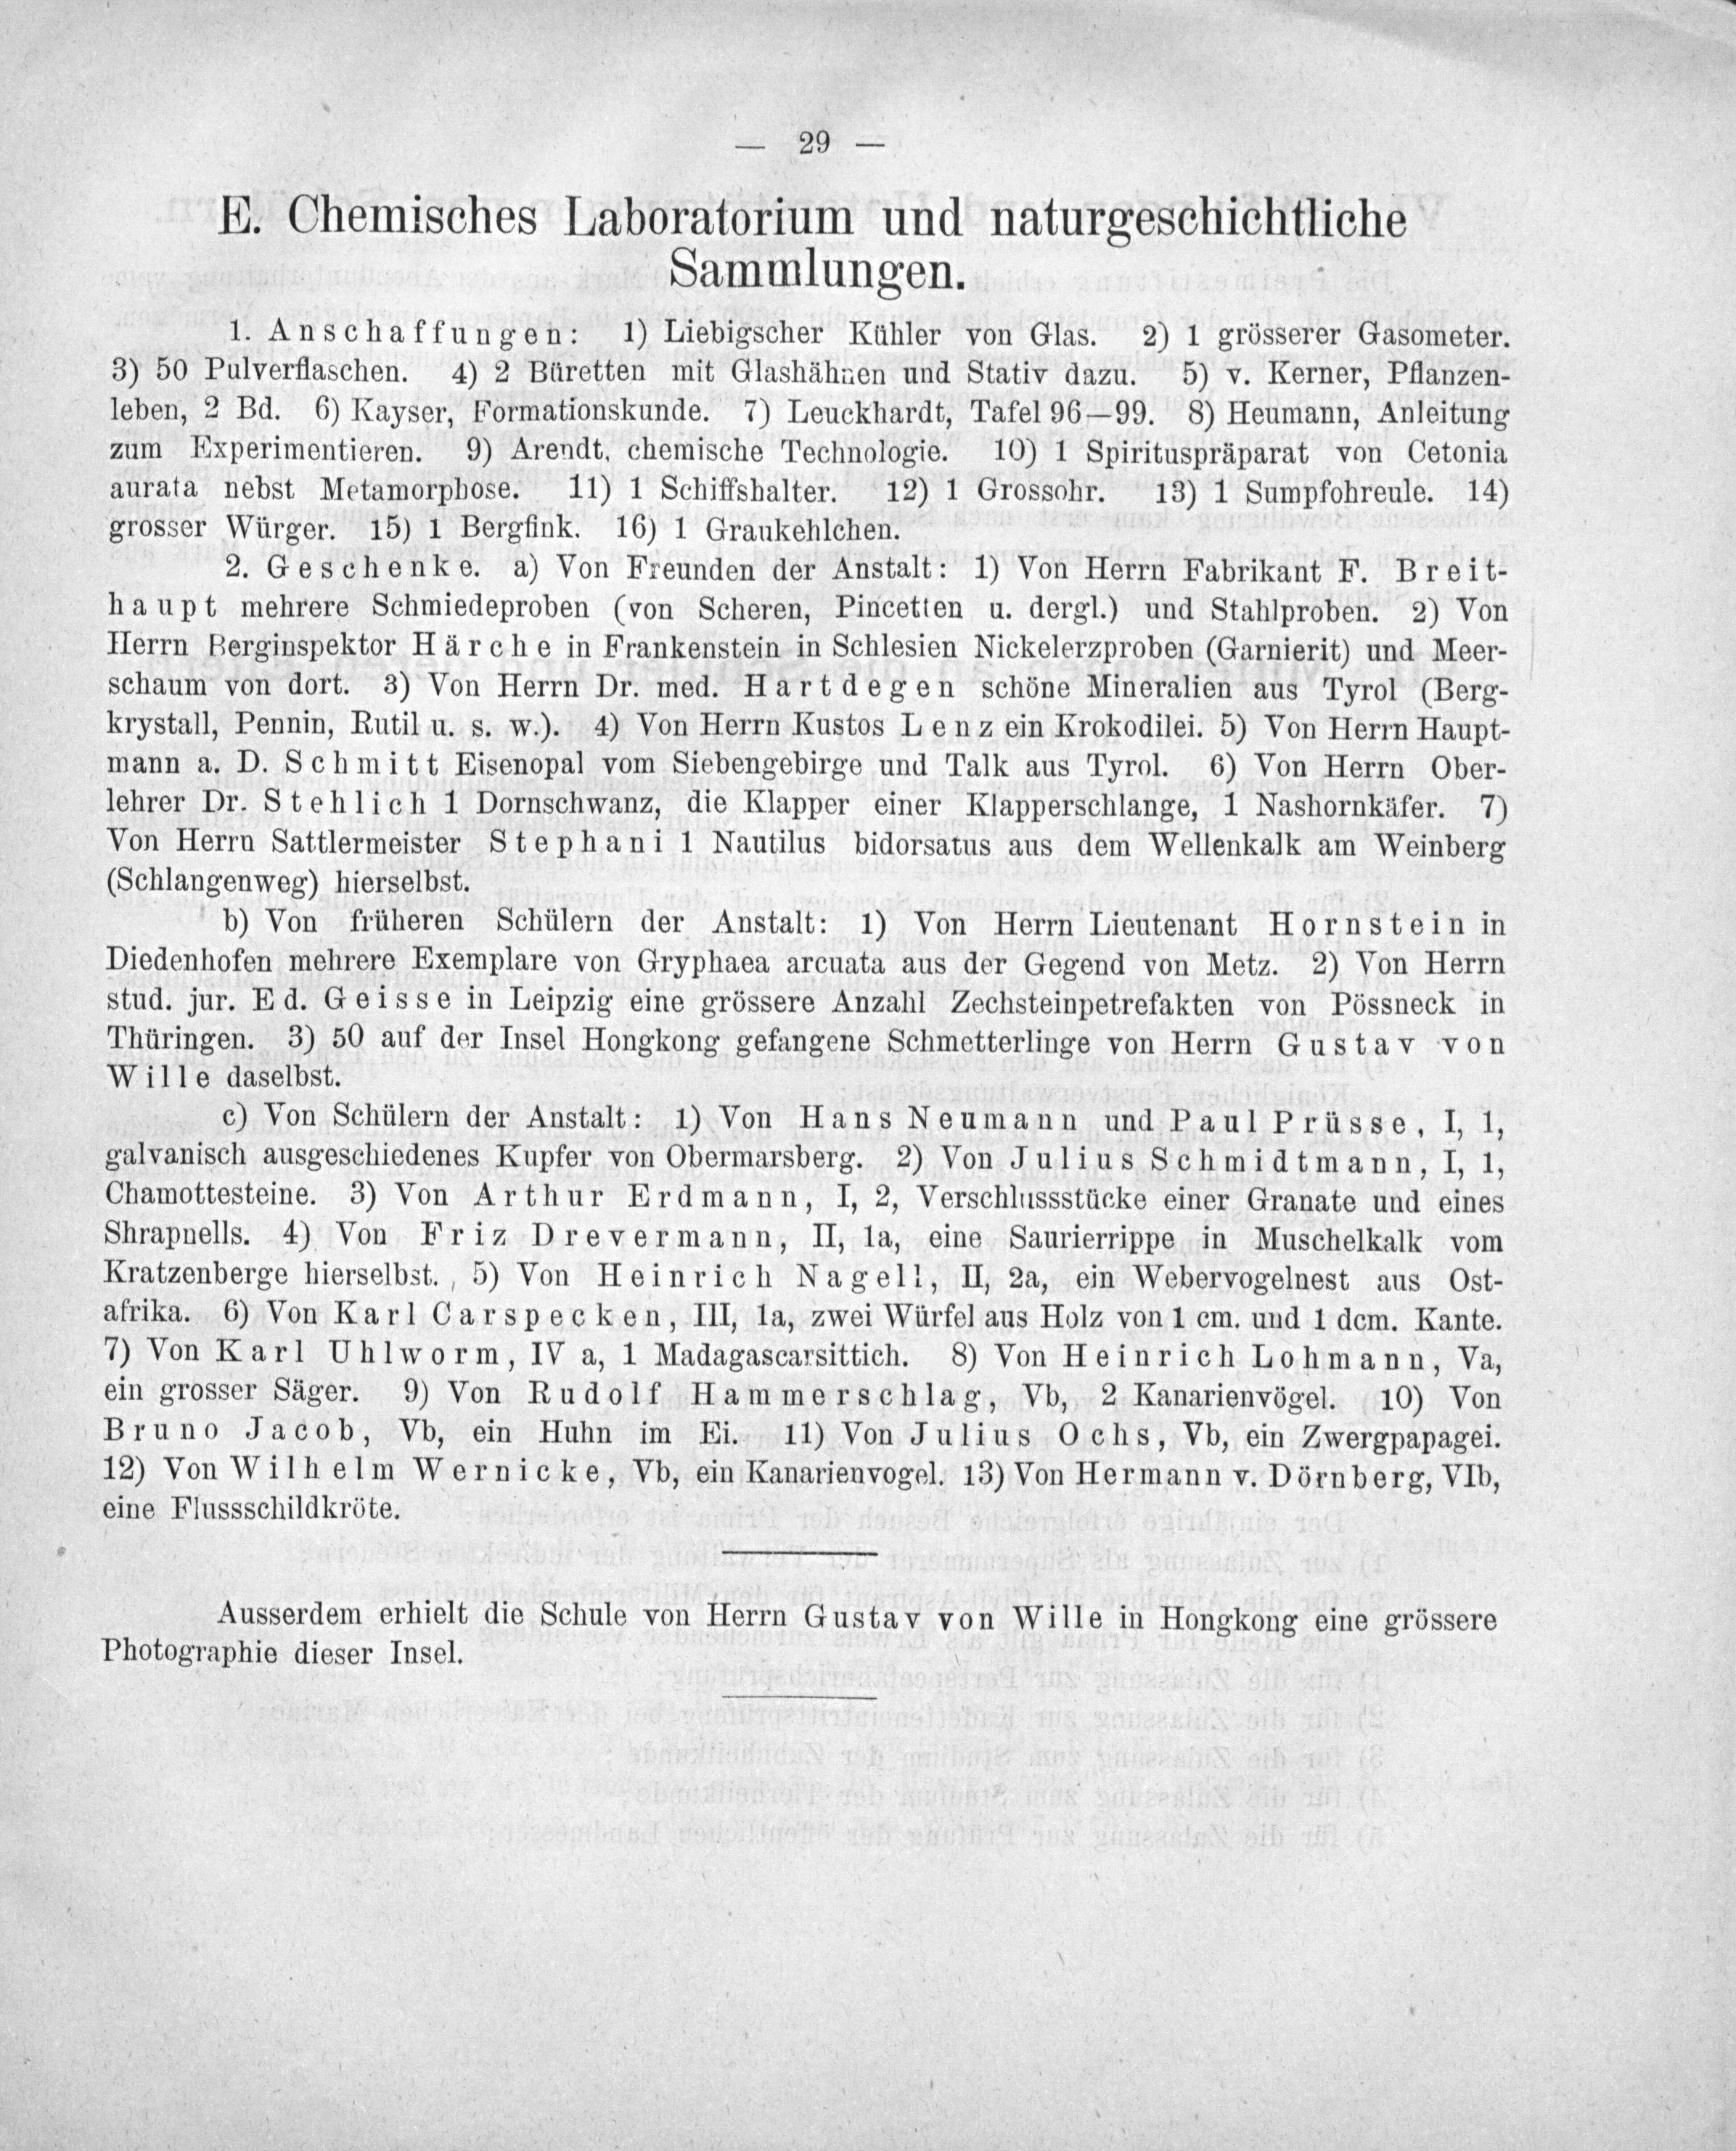 — 29 —
E. Chemisches Laboratorium und naturgeschichtliche
Sammlungen.
1. Anschaffungen: 1) Liebigscher Kühler von Glas. 2) 1 grösserer Gasometer.
3) 50 Pulverflaschen. 4) 2 Büretten mit Glashähnen und Stativ dazu. 5) v. Kerner, Pflanzen-
leben, 2 Bd. 6) Kayser, Formationskunde. 7) Leuckhardt, Tafel 96—99. 8) Heumann, Anleitung
zum Experimentieren. 9) Arendt, chemische Technologie. 10) 1 Spirituspräparat von Cetonia
aurata nebst Metamorphose. 11) 1 Schiffshalter. 12) 1 Grossohr. 13) 1 Sumpfohreule. 14)
grosser Würger. 15) 1 Bergfink. 16) 1 Graukehlchen.
2. Geschenke. a) Von Freunden der Anstalt: 1) Von Herrn Fabrikant F. Breit-
haupt mehrere Schmiedeproben (von Scheren, Pincetten u. dergl.) und Stahlproben. 2) Von
Herrn Berginspektor Härche in Frankenstein in Schlesien Nickelerzproben (Garnierit) und Meer-
schaum von dort. 3) Von Herrn Dr. med. Hartdegen schöne Mineralien aus Tyrol (Berg-
krystall, Pennin, Rutil u. s. w.). 4) Von Herrn Kustos Lenz ein Krokodilei. 5) Von Herrn Haupt-
mann a. D. Schmitt Eisenopal vom Siebengebirge und Talk aus Tyrol. 6) Von Herrn Ober-
lehrer Dr. Stehlich 1 Dornschwanz, die Klapper einer Klapperschlange, 1 Nashornkäfer. 7)
Von Herrn Sattlermeister Stephani 1 Nautilus bidorsatus aus dem Wellenkalk am Weinberg
(Schlangenweg) hierselbst.
b) Von früheren Schülern der Anstalt: 1) Von Herrn Lieutenant Hornstein in
Diedenhofen mehrere Exemplare von Gryphaea arcuata aus der Gegend von Metz. 2) Von Herrn
stud. jur. Ed. Geisse in Leipzig eine grössere Anzahl Zechsteinpetrefakten von Pössneck in
Thüringen. 3) 50 auf der Insel Hongkong gefangene Schmetterlinge von Herrn Gustav von
Wille daselbst.
c) Von Schülern der Anstalt: 1) Von Hans Neumann und Paul Prüsse, I, 1,
galvanisch ausgeschiedenes Kupfer von Obermarsberg. 2) Von Julius Schmidtmann, I, 1,
Chamottesteine. 3) Von Arthur Erdmann, I, 2, Verschlussstücke einer Granate und eines
Shrapnells. 4) Von Friz Drevermann, II, 1a, eine Saurierrippe in Muschelkalk vom
Kratzenberge hierselbst. 5) Von Heinrich Nagell, II, 2a, ein Webervogelnest aus Ost-
afrika. 6) Von Karl Carspecken, III, 1a, zwei Würfel aus Holz von 1 cm. und 1 dcm. Kante.
7) Von Karl Uhlworm, IV a, 1 Madagascarsittich. 8) Von Heinrich Lohmann, Va,
ein grosser Säger. 9) Von Rudolf Hammerschlag, Vb, 2 Kanarienvögel. 10) Von
Bruno Jacob, Vb, ein Huhn im Ei. 11) Von Julius Ochs, Vb, ein Zwergpapagei.
12) Von Wilhelm Wernicke, Vb, ein Kanarienvogel. 13) Von Hermann v. Dörnberg, VIb,
eine Flussschildkröte.
Ausserdem erhielt die Schule von Herrn Gustav von Wille in Hongkong eine grössere
Photographie dieser Insel.